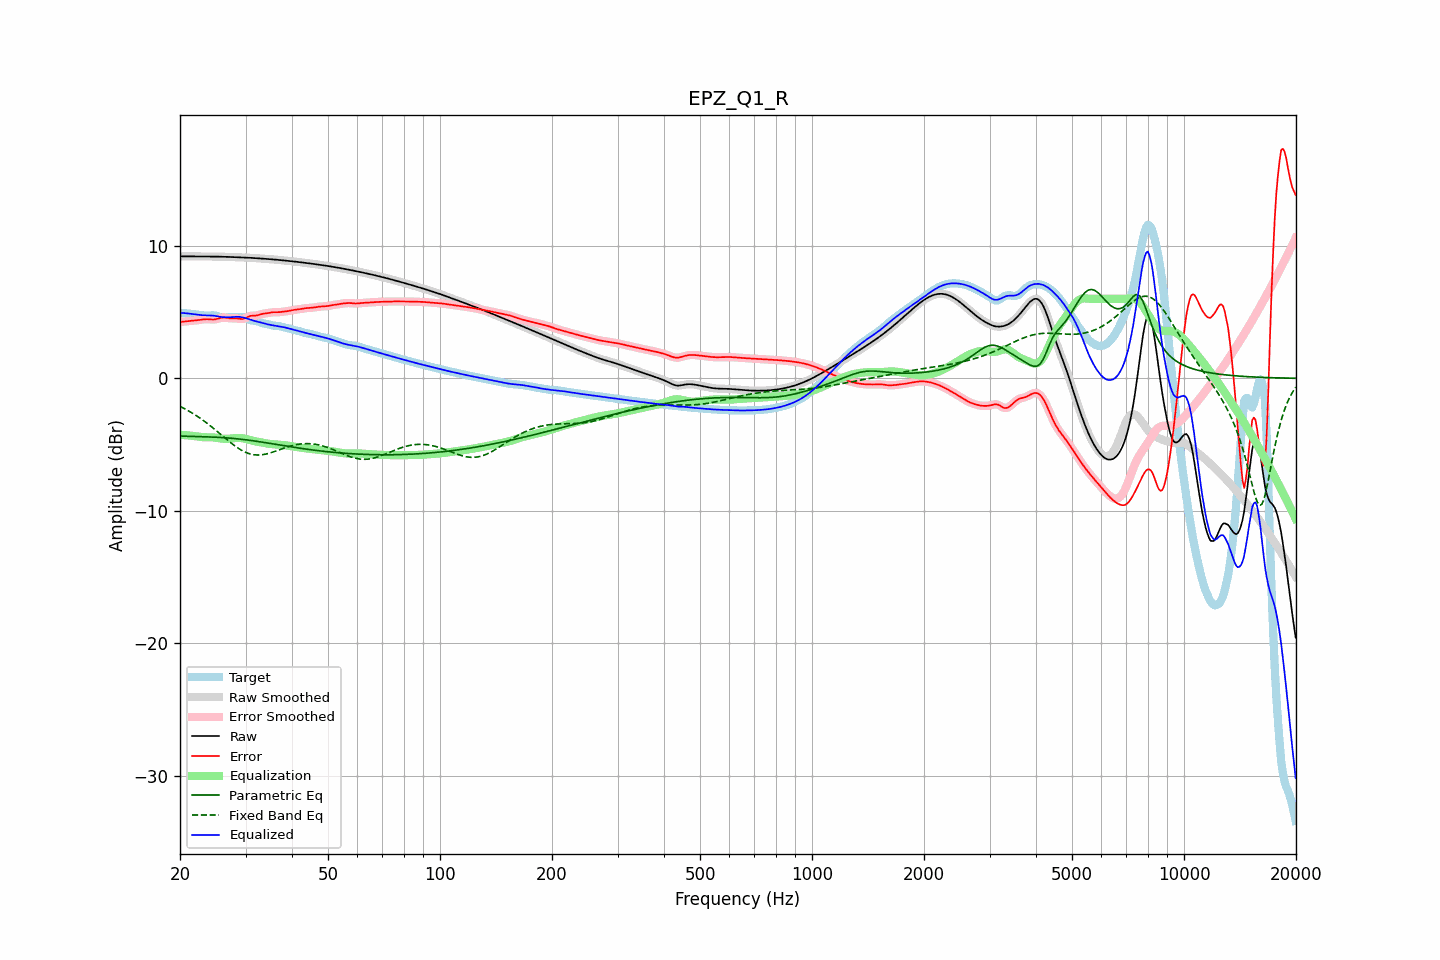 EPZ_Q1_R
Amplitude (dBr)
10
0
−10
−20
−30
Target
Raw Smoothed
Error Smoothed
Raw
Error
Equalization
Parametric Eq
Fixed Band Eq
Equalized
20 50 100 200 500 1000 2000 5000 10000 20000
Frequency (Hz)